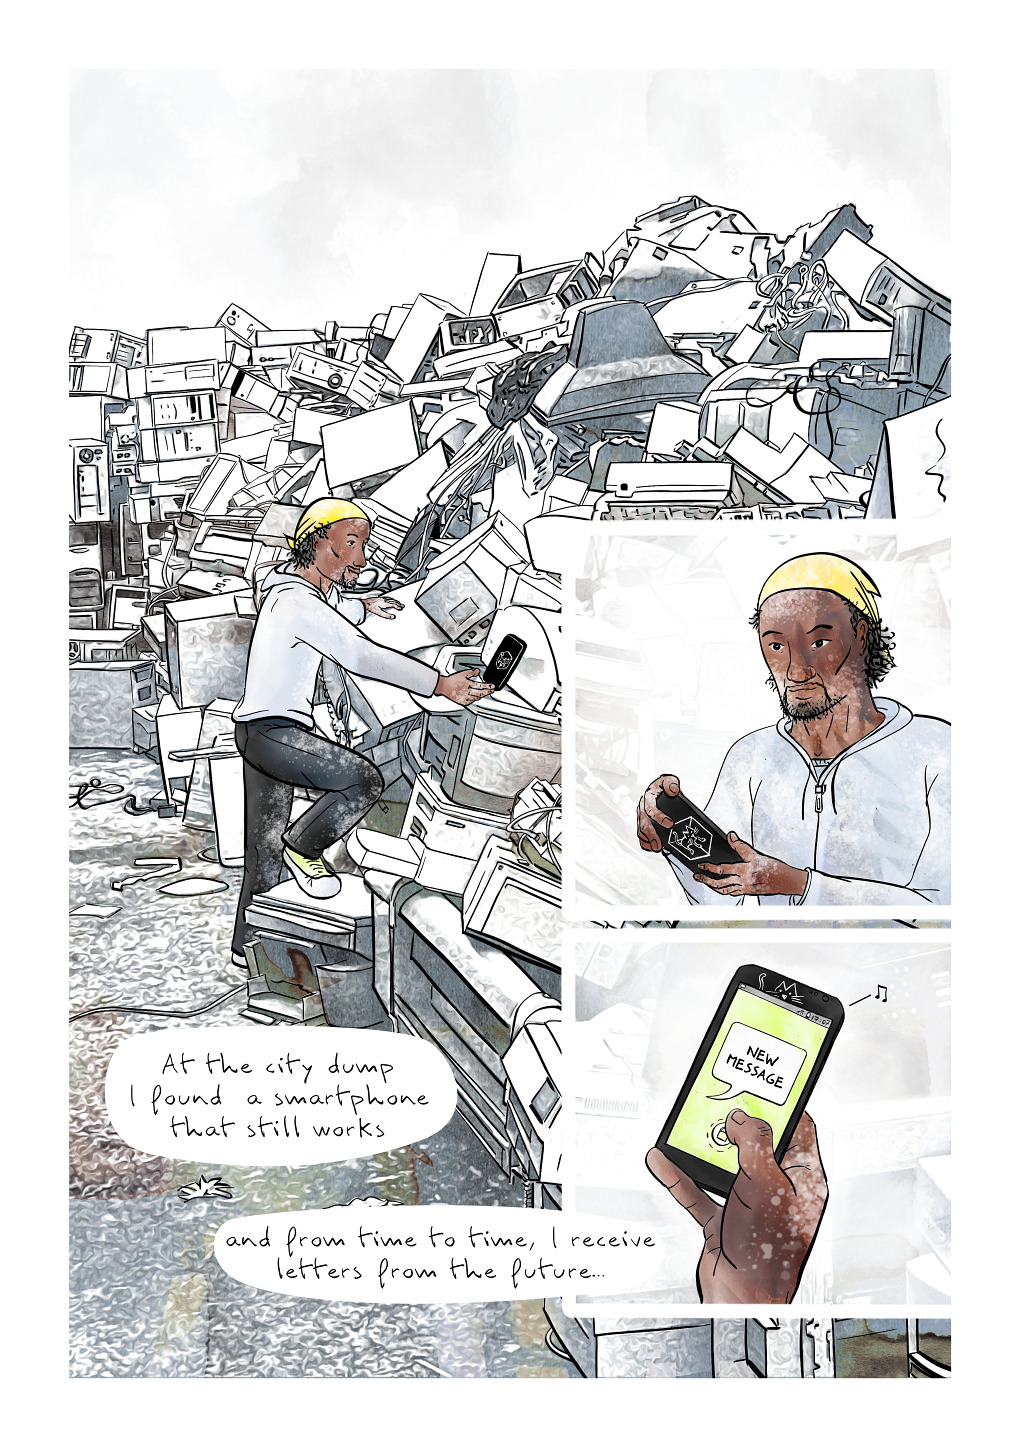 NEW
MESSAGE
At the city dump
I found a smartphone
that still works
and from time to time, I receive
letters from the future...